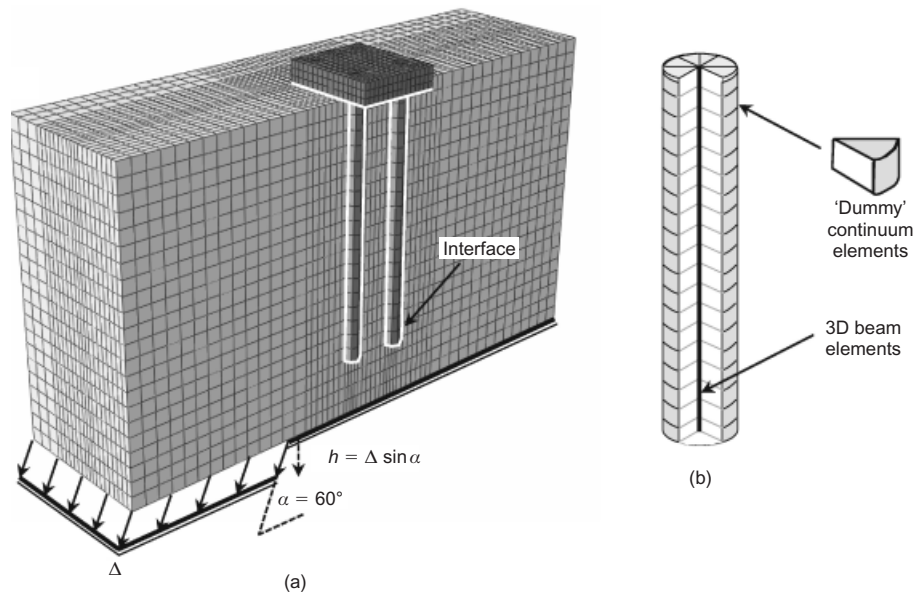 Interface
h = Δ sin α
α = 60°
Δ
(a)
'Dummy'
continuum
elements
3D beam
elements
(b)